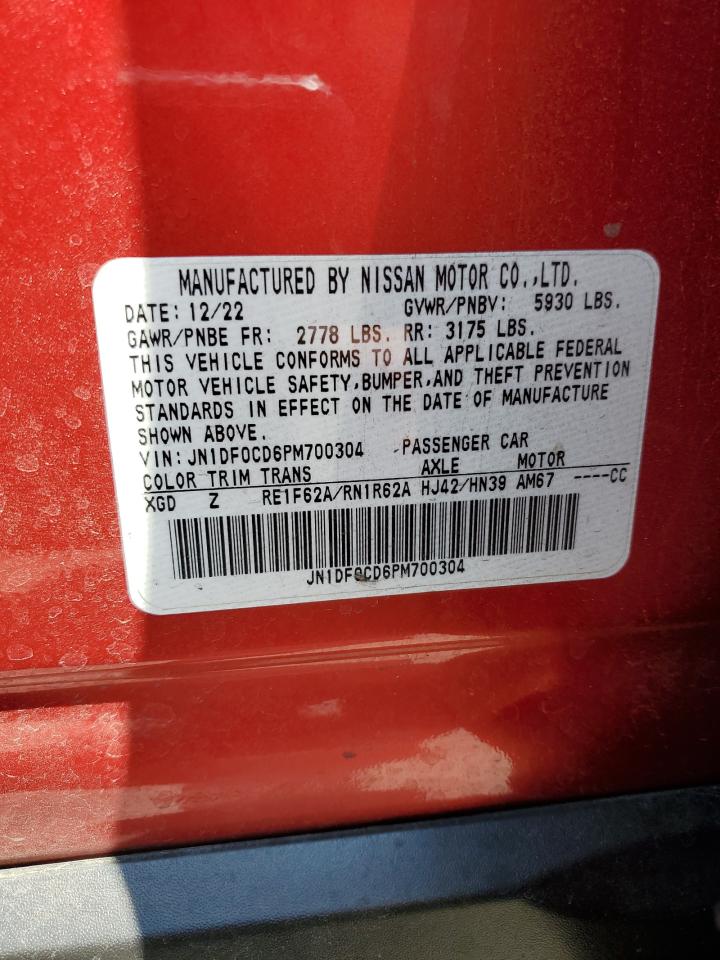 MANUFACTURED BY NISSAN MOTOR CO.,LTD.
DATE: 12/22 GVWR/PNBV: 5930 LBS.
GAWR/PNBE FR: 2778 LBS. RR: 3175 LBS.
THIS VEHICLE CONFORMS TO ALL APPLICABLE FEDERAL
MOTOR VEHICLE SAFETY,BUMPER,AND THEFT PREVENTION
STANDARDS IN EFFECT ON THE DATE OF MANUFACTURE
SHOWN ABOVE.
VIN:JN1DF0CD6PM700304 PASSENGER CAR
COLOR TRIM TRANS AXLE MOTOR
XGD Z RE1F62A/RN1R62A HJ42/HN39 AM67 ----CC
JN1DF0CD6PM700304